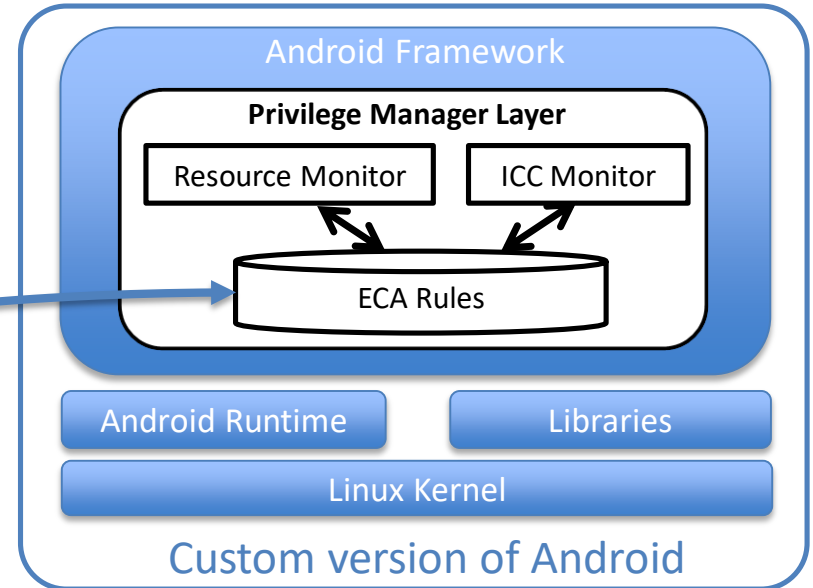 Android Framework
Privilege Manager Layer
Resource Monitor
ICC Monitor
ECA Rules
Android Runtime
Libraries
Linux Kernel
Custom version of Android